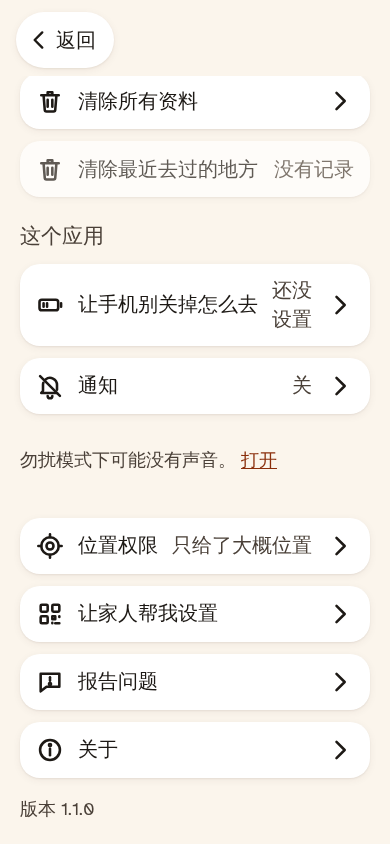 返回
清除所有资料
清除最近去过的地方 没有记录
这个应用
让手机别关掉怎么去 还没
设置
通知 关
勿扰模式下可能没有声音。 打开
位置权限 只给了大概位置
让家人帮我设置
报告问题
关于
版本 1.1.0